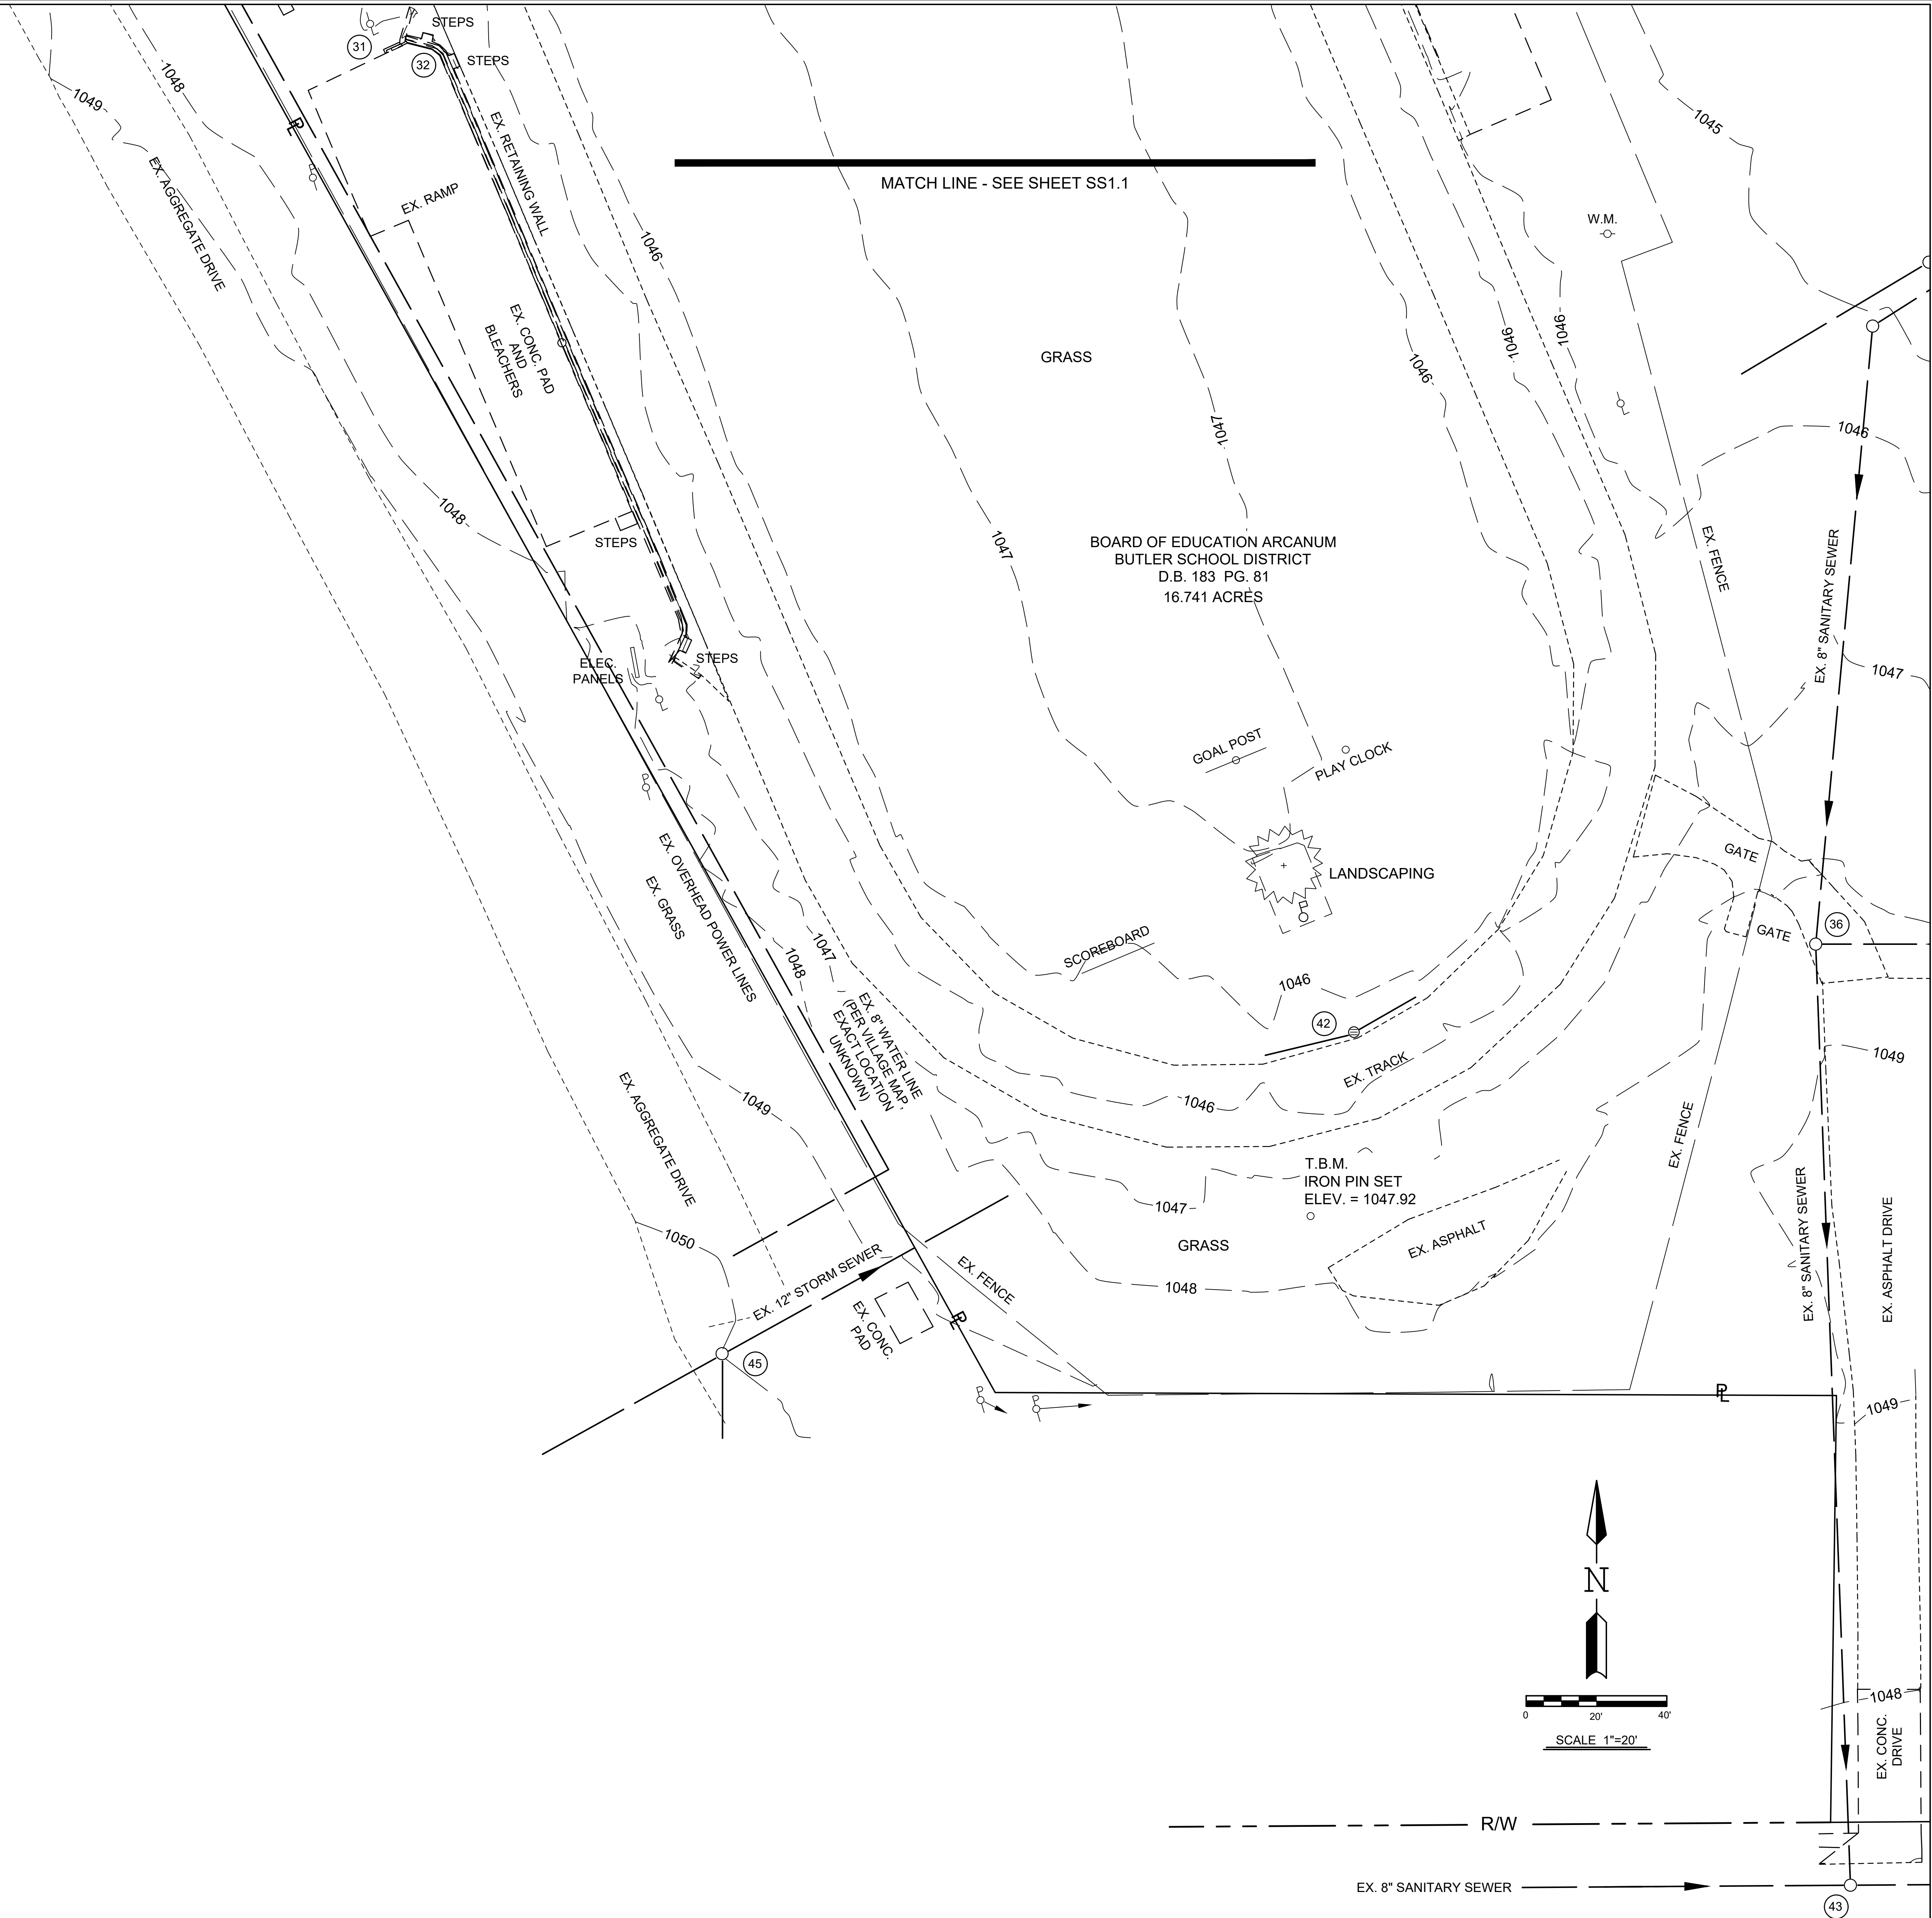 STEPS
31
32
STEPS
1048
1049
1045
EX. RETAINING WALL
MATCH LINE - SEE SHEET SS1.1
EX. AGGREGATE DRIVE
EX. RAMP
W.M.
1046
EX. CONC. PAD
AND
BLEACHERS
GRASS
1046
1046
1046
1047
1046
1048
1047
STEPS
BOARD OF EDUCATION ARCANUM
BUTLER SCHOOL DISTRICT
D.B. 183 PG. 81
16.741 ACRES
EX. FENCE
EX. 8" SANITARY SEWER
ELEC.
PANELS
STEPS
1047
GOAL POST
PLAY CLOCK
EX. OVERHEAD POWER LINES
EX. GRASS
LANDSCAPING
GATE
GATE
36
SCOREBOARD
1047
1048
1046
42
EX. 8" WATER LINE
(PER VILLAGE MAP,
EXACT LOCATION
UNKNOWN)
EX. TRACK
1049
EX. AGGREGATE DRIVE
1049
1046
EX. FENCE
T.B.M.
IRON PIN SET
ELEV. = 1047.92
1047
EX. 8" SANITARY SEWER
EX. ASPHALT DRIVE
1050
GRASS
EX. ASPHALT
EX. 12" STORM SEWER
EX. FENCE
1048
EX. CONC.
PAD
PL
45
PL
PL
1049
N
0 20' 40'
SCALE 1"=20'
1048
EX. CONC.
DRIVE
R/W
EX. 8" SANITARY SEWER
43